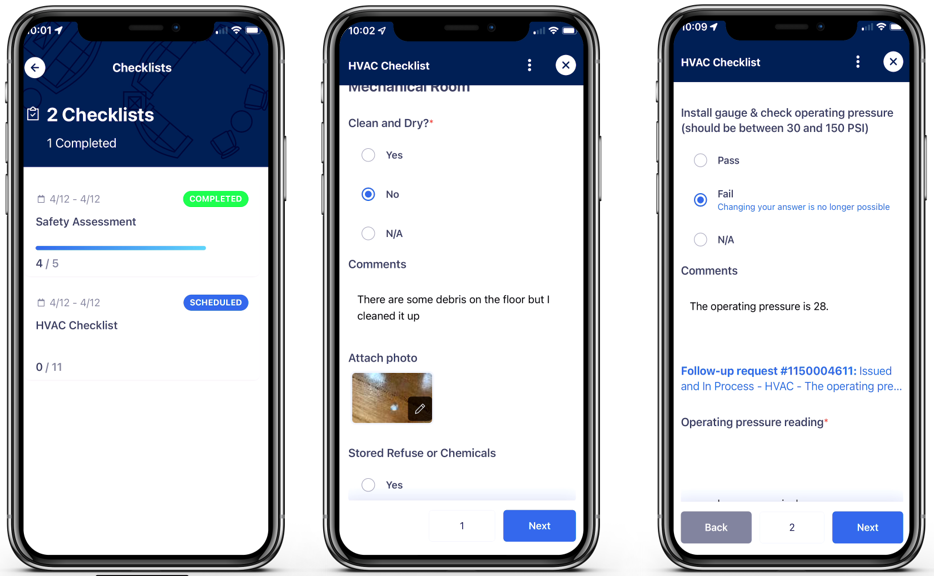 10:01
Checklists
2 Checklists
1 Completed
4/12 - 4/12
COMPLETED
Safety Assessment
4 / 5
4/12 - 4/12
SCHEDULED
HVAC Checklist
0 / 11
10:02
HVAC Checklist
Mechanical Room
Clean and Dry?*
Yes
No
N/A
Comments
There are some debris on the floor but I
cleaned it up
Attach photo
Stored Refuse or Chemicals
Yes
1
Next
10:09
HVAC Checklist
Install gauge & check operating pressure
(should be between 30 and 150 PSI)
Pass
Fail
Changing your answer is no longer possible
N/A
Comments
The operating pressure is 28.
Follow-up request #1150004611: Issued
and In Process - HVAC - The operating pre...
Operating pressure reading*
Back
2
Next